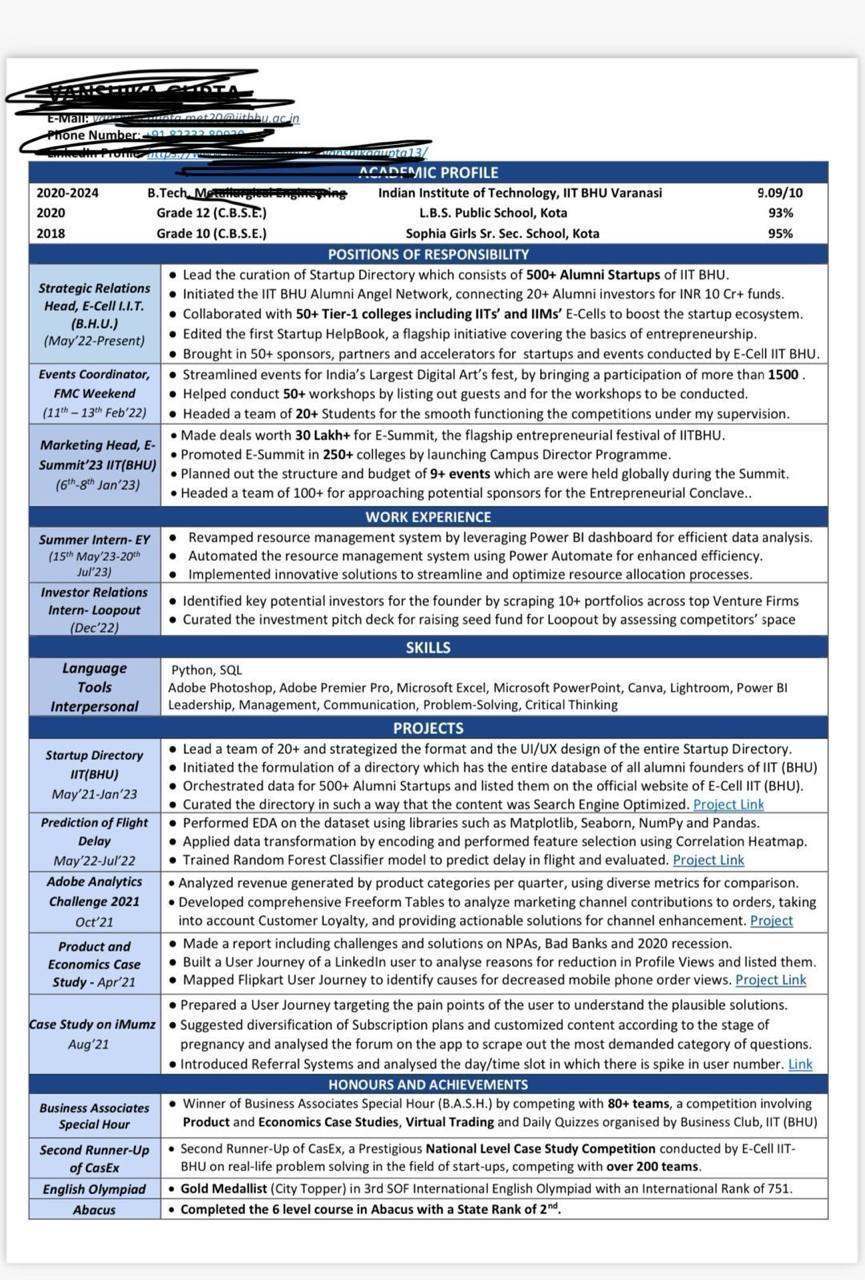 E-Mail:
Phone Number:
ACADEMIC PROFILE
2020-2024 B.Tech, Indian Institute of Technology, IIT BHU Varanasi 9.09/10
2020 Grade 12 (C.B.S.E.) L.B.S. Public School, Kota 93%
2018 Grade 10 (C.B.S.E.) Sophia Girls Sr. Sec. School, Kota 95%
POSITIONS OF RESPONSIBILITY
Strategic Relations
Head, E-Cell I.I.T.
(B.H.U.)
(May’22-Present)
• Lead the curation of Startup Directory which consists of 500+ Alumni Startups of IIT BHU.
• Initiated the IIT BHU Alumni Angel Network, connecting 20+ Alumni investors for INR 10 Cr+ funds.
• Collaborated with 50+ Tier-1 colleges including IITs’ and IIMs’ E-Cells to boost the startup ecosystem.
• Edited the first Startup HelpBook, a flagship initiative covering the basics of entrepreneurship.
• Brought in 50+ sponsors, partners and accelerators for startups and events conducted by E-Cell IIT BHU.
Events Coordinator,
FMC Weekend
(11th – 13th Feb’22)
• Streamlined events for India’s Largest Digital Art’s fest, by bringing a participation of more than 1500 .
• Helped conduct 50+ workshops by listing out guests and for the workshops to be conducted.
• Headed a team of 20+ Students for the smooth functioning the competitions under my supervision.
Marketing Head, E-
Summit’23 IIT(BHU)
(6th-8th Jan’23)
• Made deals worth 30 Lakh+ for E-Summit, the flagship entrepreneurial festival of IITBHU.
• Promoted E-Summit in 250+ colleges by launching Campus Director Programme.
• Planned out the structure and budget of 9+ events which are were held globally during the Summit.
• Headed a team of 100+ for approaching potential sponsors for the Entrepreneurial Conclave..
WORK EXPERIENCE
Summer Intern- EY
(15th May’23-20th
Jul’23)
• Revamped resource management system by leveraging Power BI dashboard for efficient data analysis.
• Automated the resource management system using Power Automate for enhanced efficiency.
• Implemented innovative solutions to streamline and optimize resource allocation processes.
Investor Relations
Intern- Loopout
(Dec’22)
• Identified key potential investors for the founder by scraping 10+ portfolios across top Venture Firms
• Curated the investment pitch deck for raising seed fund for Loopout by assessing competitors’ space
SKILLS
Language Python, SQL
Tools Adobe Photoshop, Adobe Premier Pro, Microsoft Excel, Microsoft PowerPoint, Canva, Lightroom, Power BI
Interpersonal Leadership, Management, Communication, Problem-Solving, Critical Thinking
PROJECTS
Startup Directory
IIT(BHU)
May’21-Jan’23
• Lead a team of 20+ and strategized the format and the UI/UX design of the entire Startup Directory.
• Initiated the formulation of a directory which has the entire database of all alumni founders of IIT (BHU)
• Orchestrated data for 500+ Alumni Startups and listed them on the official website of E-Cell IIT (BHU).
• Curated the directory in such a way that the content was Search Engine Optimized. Project Link
Prediction of Flight
Delay
May’22-Jul’22
• Performed EDA on the dataset using libraries such as Matplotlib, Seaborn, NumPy and Pandas.
• Applied data transformation by encoding and performed feature selection using Correlation Heatmap.
• Trained Random Forest Classifier model to predict delay in flight and evaluated. Project Link
Adobe Analytics
Challenge 2021
Oct’21
• Analyzed revenue generated by product categories per quarter, using diverse metrics for comparison.
• Developed comprehensive Freeform Tables to analyze marketing channel contributions to orders, taking
into account Customer Loyalty, and providing actionable solutions for channel enhancement. Project
Product and
Economics Case
Study - Apr’21
• Made a report including challenges and solutions on NPAs, Bad Banks and 2020 recession.
• Built a User Journey of a LinkedIn user to analyse reasons for reduction in Profile Views and listed them.
• Mapped Flipkart User Journey to identify causes for decreased mobile phone order views. Project Link
Case Study on iMumz
Aug’21
• Prepared a User Journey targeting the pain points of the user to understand the plausible solutions.
• Suggested diversification of Subscription plans and customized content according to the stage of
pregnancy and analysed the forum on the app to scrape out the most demanded category of questions.
• Introduced Referral Systems and analysed the day/time slot in which there is spike in user number. Link
HONOURS AND ACHIEVEMENTS
Business Associates
Special Hour
• Winner of Business Associates Special Hour (B.A.S.H.) by competing with 80+ teams, a competition involving
Product and Economics Case Studies, Virtual Trading and Daily Quizzes organised by Business Club, IIT (BHU)
Second Runner-Up
of CasEx
• Second Runner-Up of CasEx, a Prestigious National Level Case Study Competition conducted by E-Cell IIT-
BHU on real-life problem solving in the field of start-ups, competing with over 200 teams.
English Olympiad • Gold Medallist (City Topper) in 3rd SOF International English Olympiad with an International Rank of 751.
Abacus • Completed the 6 level course in Abacus with a State Rank of 2nd.